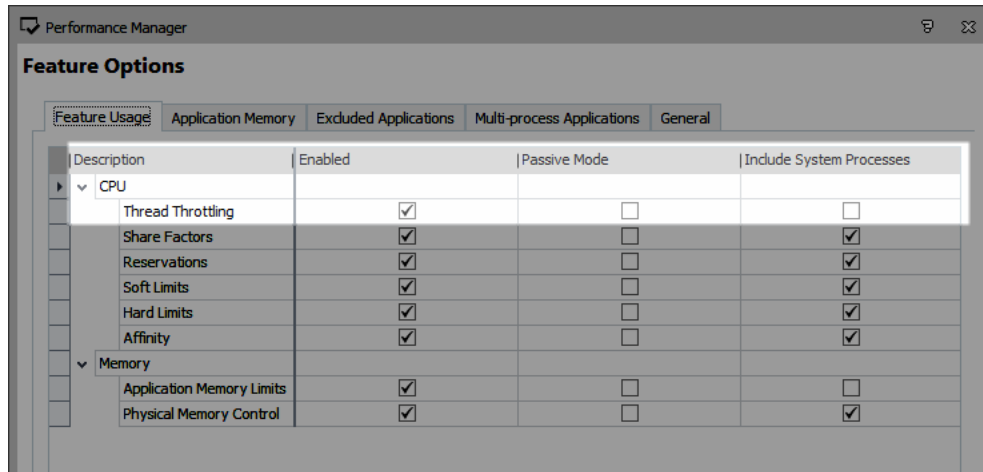 Performance Manager
Feature Options
Feature Usage Application Memory Excluded Applications Multi-process Applications General
Description Enabled Passive Mode Include System Processes
CPU
Thread Throttling
Share Factors
Reservations
Soft Limits
Hard Limits
Affinity
Memory
Application Memory Limits
Physical Memory Control